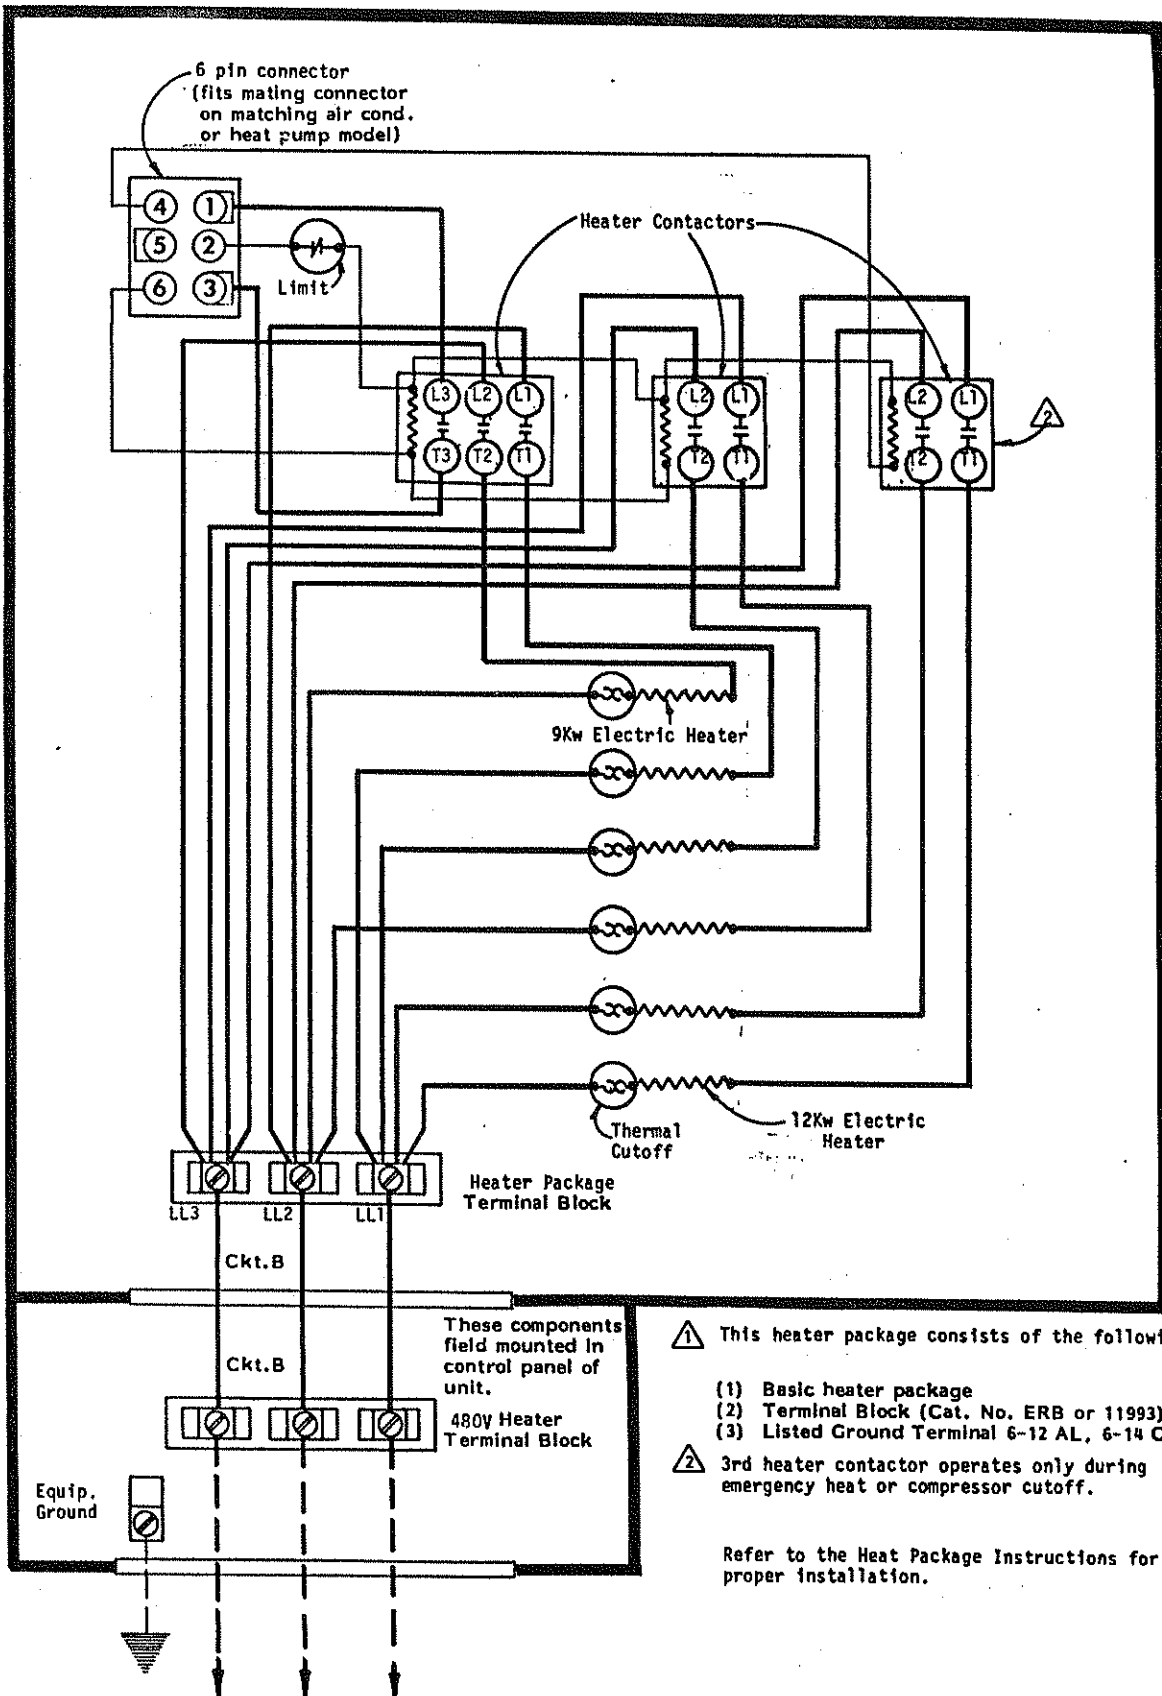 6 pin connector
(fits mating connector
on matching air cond.
or heat pump model)
4 1
5 2
6 3
Limit
Heater Contactors
L3 L2 L1
T3 T2 T1
L2 L1
T2 T1
L2 L1
T2 T1
2
9Kw Electric Heater
12Kw Electric
Heater
Thermal
Cutoff
Heater Package
Terminal Block
LL3 LL2 LL1
Ckt.B
These components
field mounted in
control panel of
unit.
Ckt.B
480V Heater
Terminal Block
Equip.
Ground
1 This heater package consists of the followi
(1) Basic heater package
(2) Terminal Block (Cat. No. ERB or 11993)
(3) Listed Ground Terminal 6-12 AL, 6-14 C
2 3rd heater contactor operates only during
emergency heat or compressor cutoff.
Refer to the Heat Package Instructions for
proper installation.